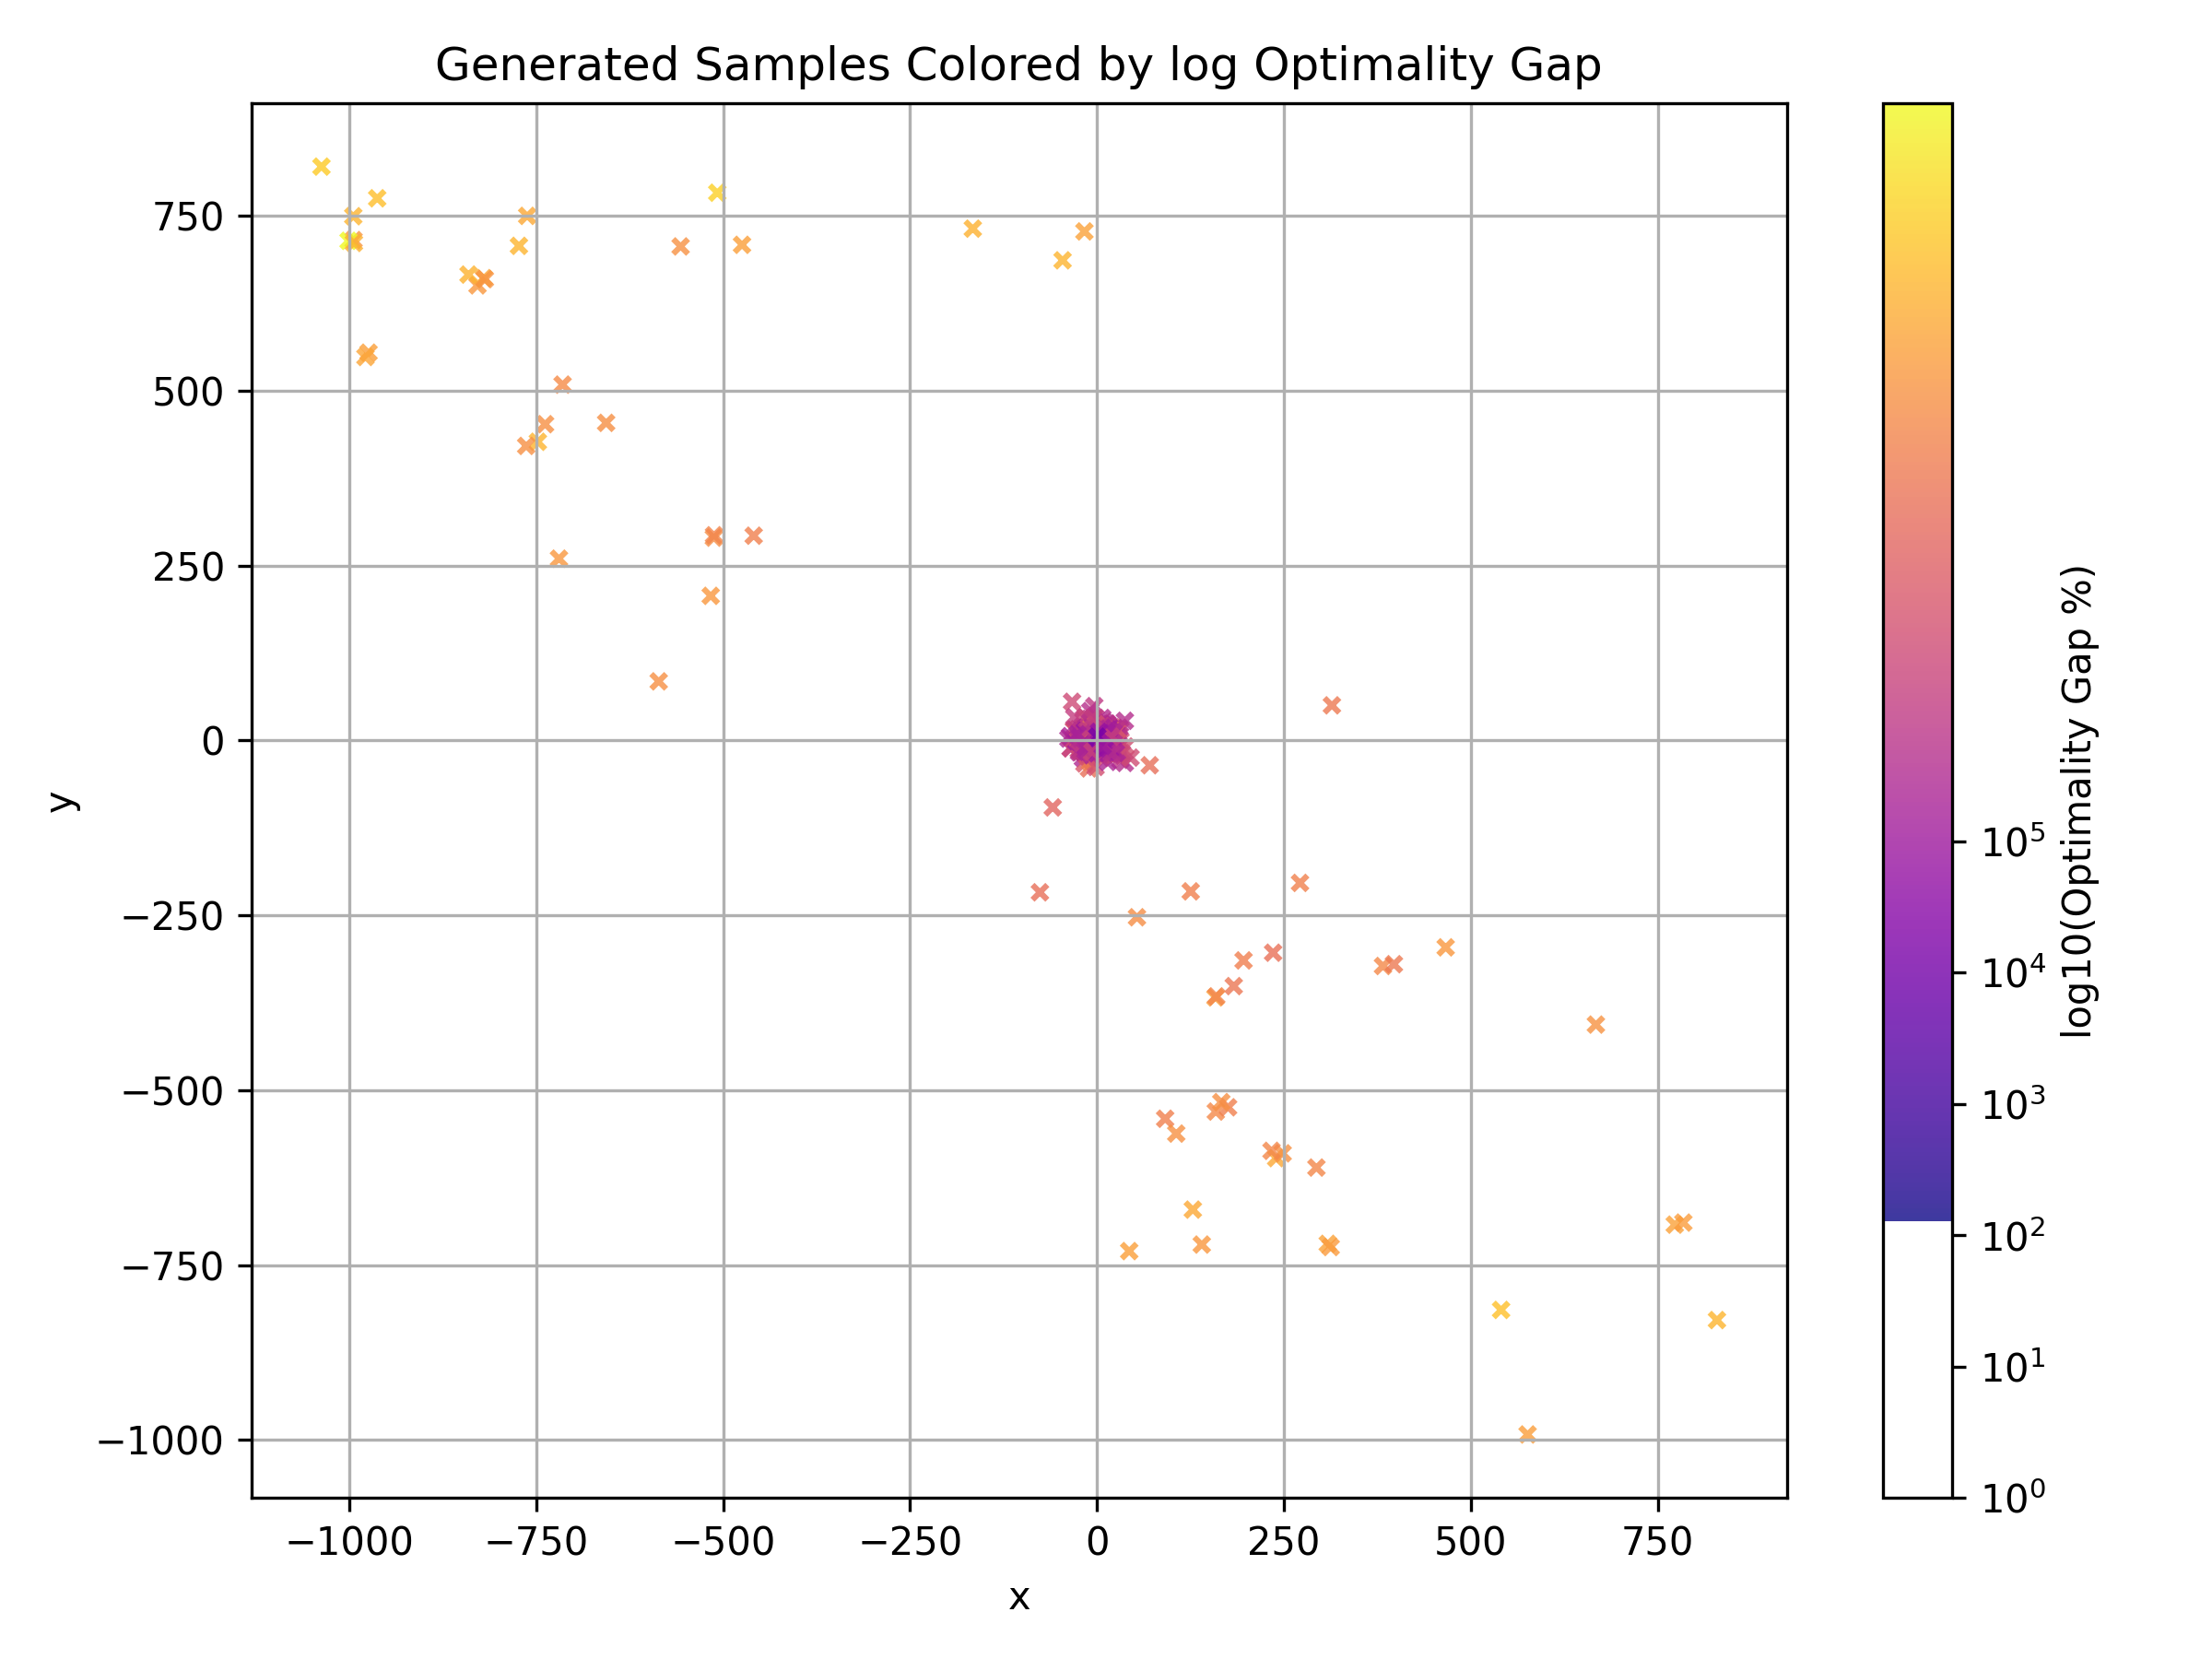 Generated Samples Colored by log Optimality Gap
750
500
250
0
−250
−500
−750
−1000
y
−1000 −750 −500 −250 0 250 500 750
x
10⁵
10⁴
10³
10²
10¹
10⁰
log10(Optimality Gap %)